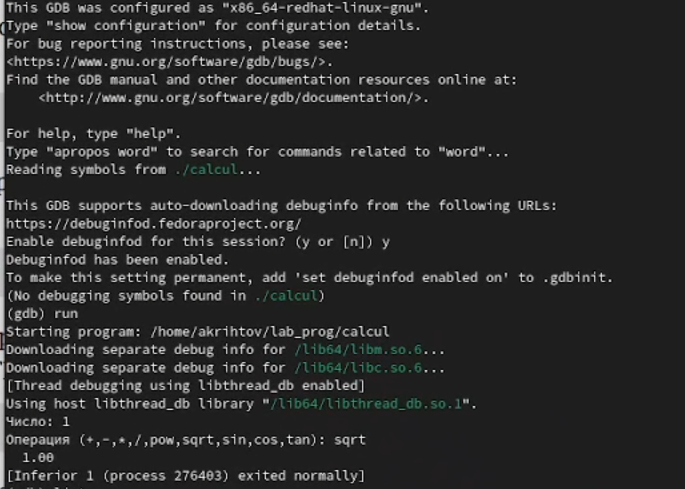 This GDB was configured as "x86_64-redhat-linux-gnu".
Type "show configuration" for configuration details.
For bug reporting instructions, please see:
<https://www.gnu.org/software/gdb/bugs/>.
Find the GDB manual and other documentation resources online at:
    <http://www.gnu.org/software/gdb/documentation/>.

For help, type "help".
Type "apropos word" to search for commands related to "word"...
Reading symbols from ./calcul...

This GDB supports auto-downloading debuginfo from the following URLs:
https://debuginfod.fedoraproject.org/
Enable debuginfod for this session? (y or [n]) y
Debuginfod has been enabled.
To make this setting permanent, add 'set debuginfod enabled on' to .gdbinit.
(No debugging symbols found in ./calcul)
(gdb) run
Starting program: /home/akrihtov/lab_prog/calcul
Downloading separate debug info for /lib64/libm.so.6...
Downloading separate debug info for /lib64/libc.so.6...
[Thread debugging using libthread_db enabled]
Using host libthread_db library "/lib64/libthread_db.so.1".
Число: 1
Операция (+,-,*,/,pow,sqrt,sin,cos,tan): sqrt
  1.00
[Inferior 1 (process 276403) exited normally]